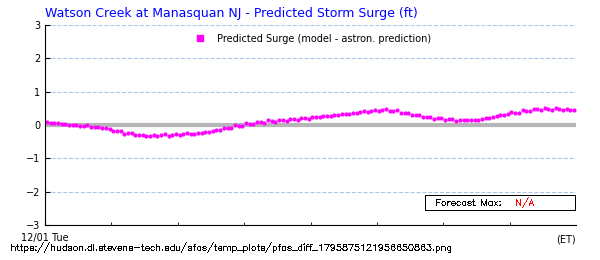 Watson Creek at Manasquan NJ - Predicted Storm Surge (ft)
3
Predicted Surge (model - astron. prediction)
2
1
0
−1
−2
Forecast Max: N/A
−3
12/01 Tue
(ET)
https://hudson.dl.stevens-tech.edu/sfas/temp_plots/pfas_diff_1795875121956650863.png